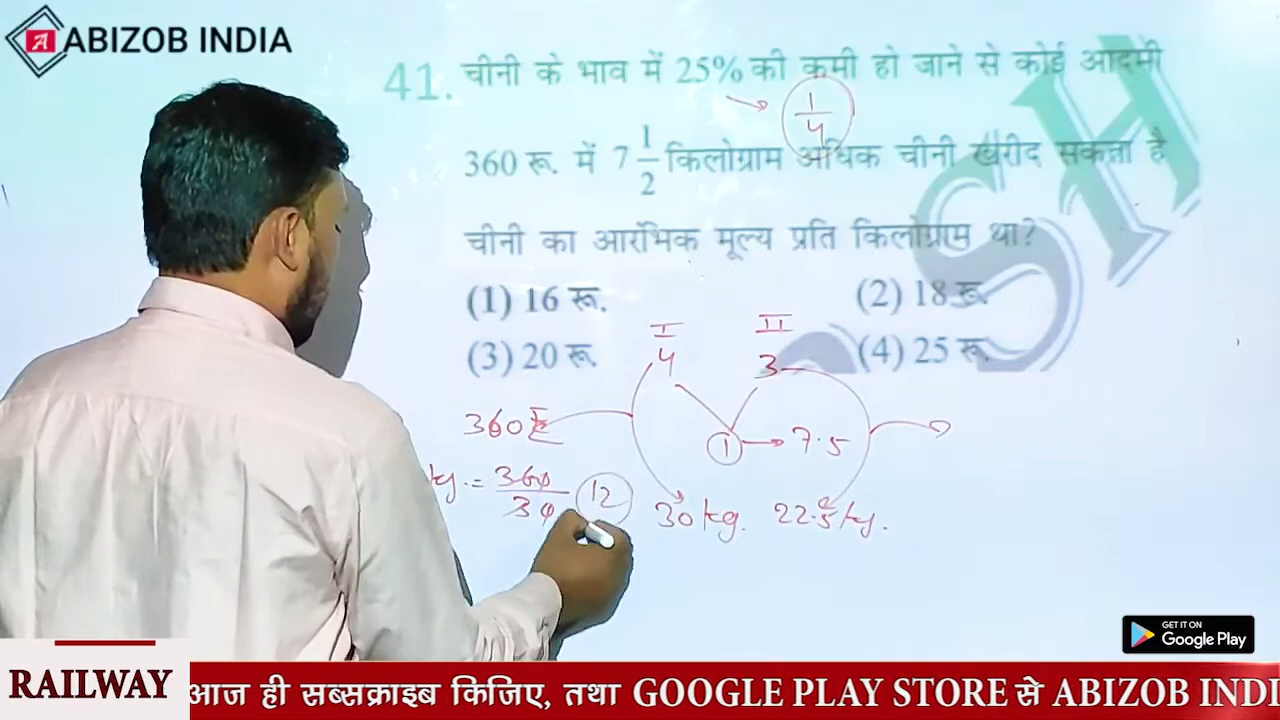 ABIZOB INDIA
41. चीनी के भाव में 25% की कमी हो जाने से कोई आदमी
1/4
360 रू. में 7 1/2 किलोग्राम अधिक चीनी खरीद सकता है
चीनी का आरंभिक मूल्य प्रति किलोग्राम था?
(1) 16 रू. (2) 18 रू.
(3) 20 रू. (4) 25 रू.
I II
4 3
360
1 → 7.5
kg. = 360/30 12
30 kg. 22.5 kg.
SH
GET IT ON
Google Play
RAILWAY
आज ही सब्सक्राइब किजिए, तथा GOOGLE PLAY STORE से ABIZOB INDI